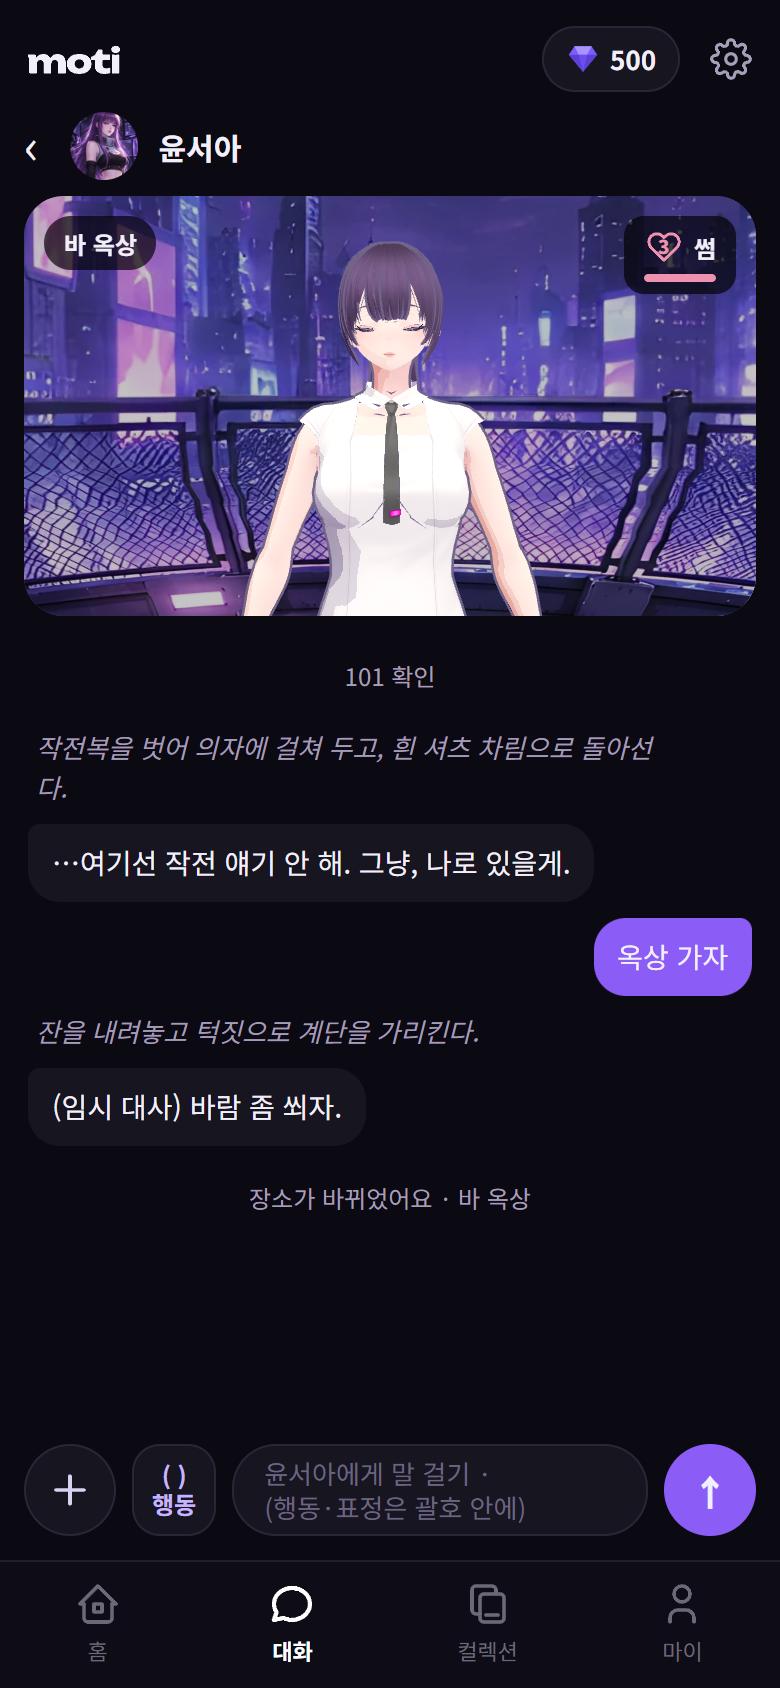 moti
500
윤서아
바 옥상
3 썸
101 확인
작전복을 벗어 의자에 걸쳐 두고, 흰 셔츠 차림으로 돌아선
다.
…여기선 작전 얘기 안 해. 그냥, 나로 있을게.
옥상 가자
잔을 내려놓고 턱짓으로 계단을 가리킨다.
(임시 대사) 바람 좀 쐬자.
장소가 바뀌었어요 · 바 옥상
( )
행동
윤서아에게 말 걸기 ·
(행동·표정은 괄호 안에)
홈
대화
컬렉션
마이